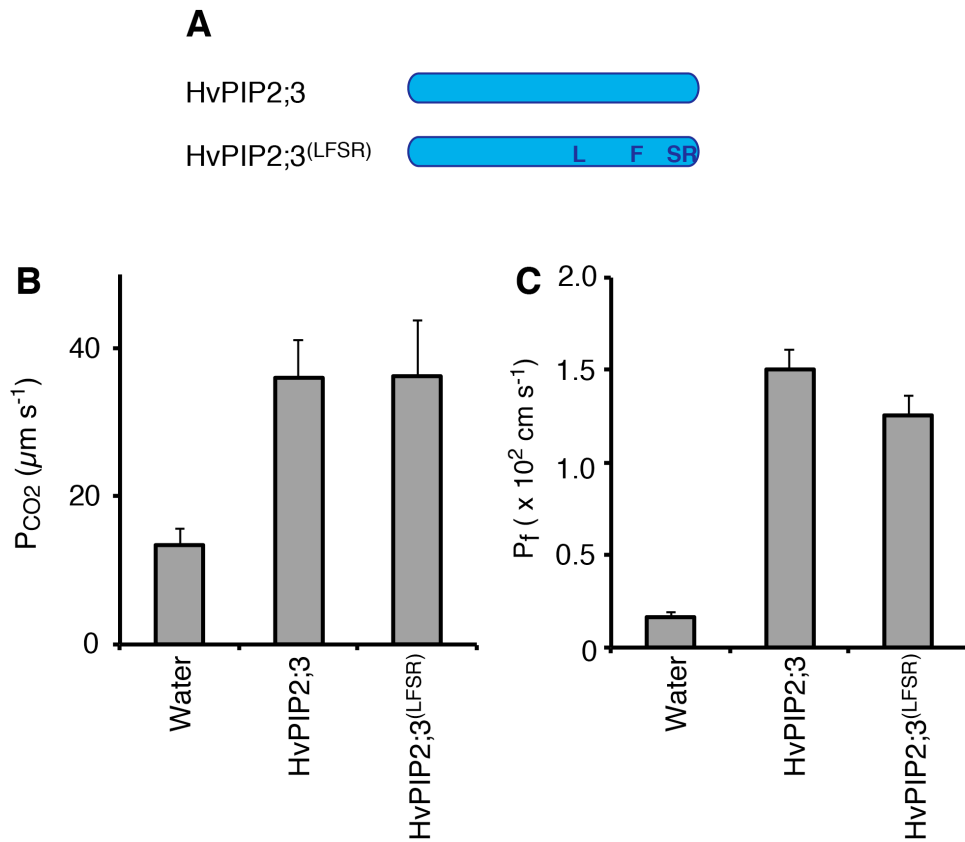 A
HvPIP2;3
HvPIP2;3(LFSR)
L F SR
B
40
20
0
PCO2 (μm s-1)
Water
HvPIP2;3
HvPIP2;3(LFSR)
C
2.0
1.5
1.0
0.5
0
Pf ( x 102 cm s-1)
Water
HvPIP2;3
HvPIP2;3(LFSR)